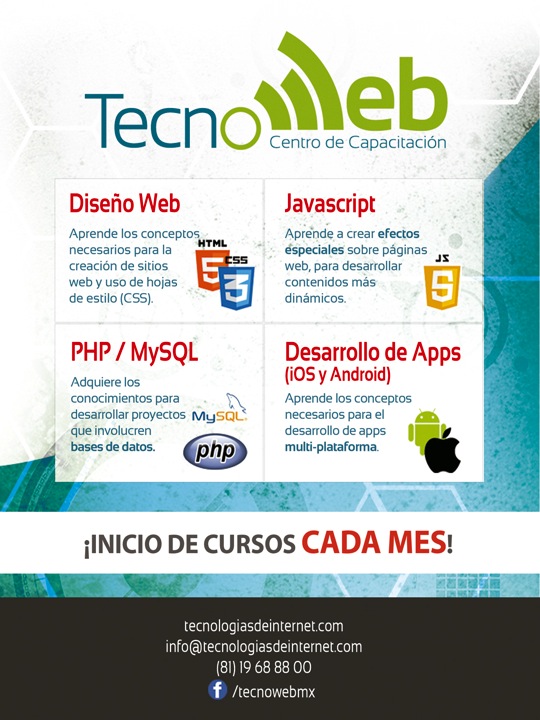 TecnoWeb
Centro de Capacitación
Diseño Web
Aprende los conceptos
necesarios para la
creación de sitios
web y uso de hojas
de estilo (CSS).
HTML
5
CSS
3
Javascript
Aprende a crear efectos
especiales sobre páginas
web, para desarrollar
contenidos más
dinámicos.
JS
5
PHP / MySQL
Adquiere los
conocimientos para
desarrollar proyectos
que involucren
bases de datos.
MySQL
php
Desarrollo de Apps
(iOS y Android)
Aprende los conceptos
necesarios para el
desarrollo de apps
multi-plataforma.
¡INICIO DE CURSOS CADA MES!
tecnologiasdeinternet.com
info@tecnologiasdeinternet.com
(81) 19 68 88 00
f /tecnowebmx